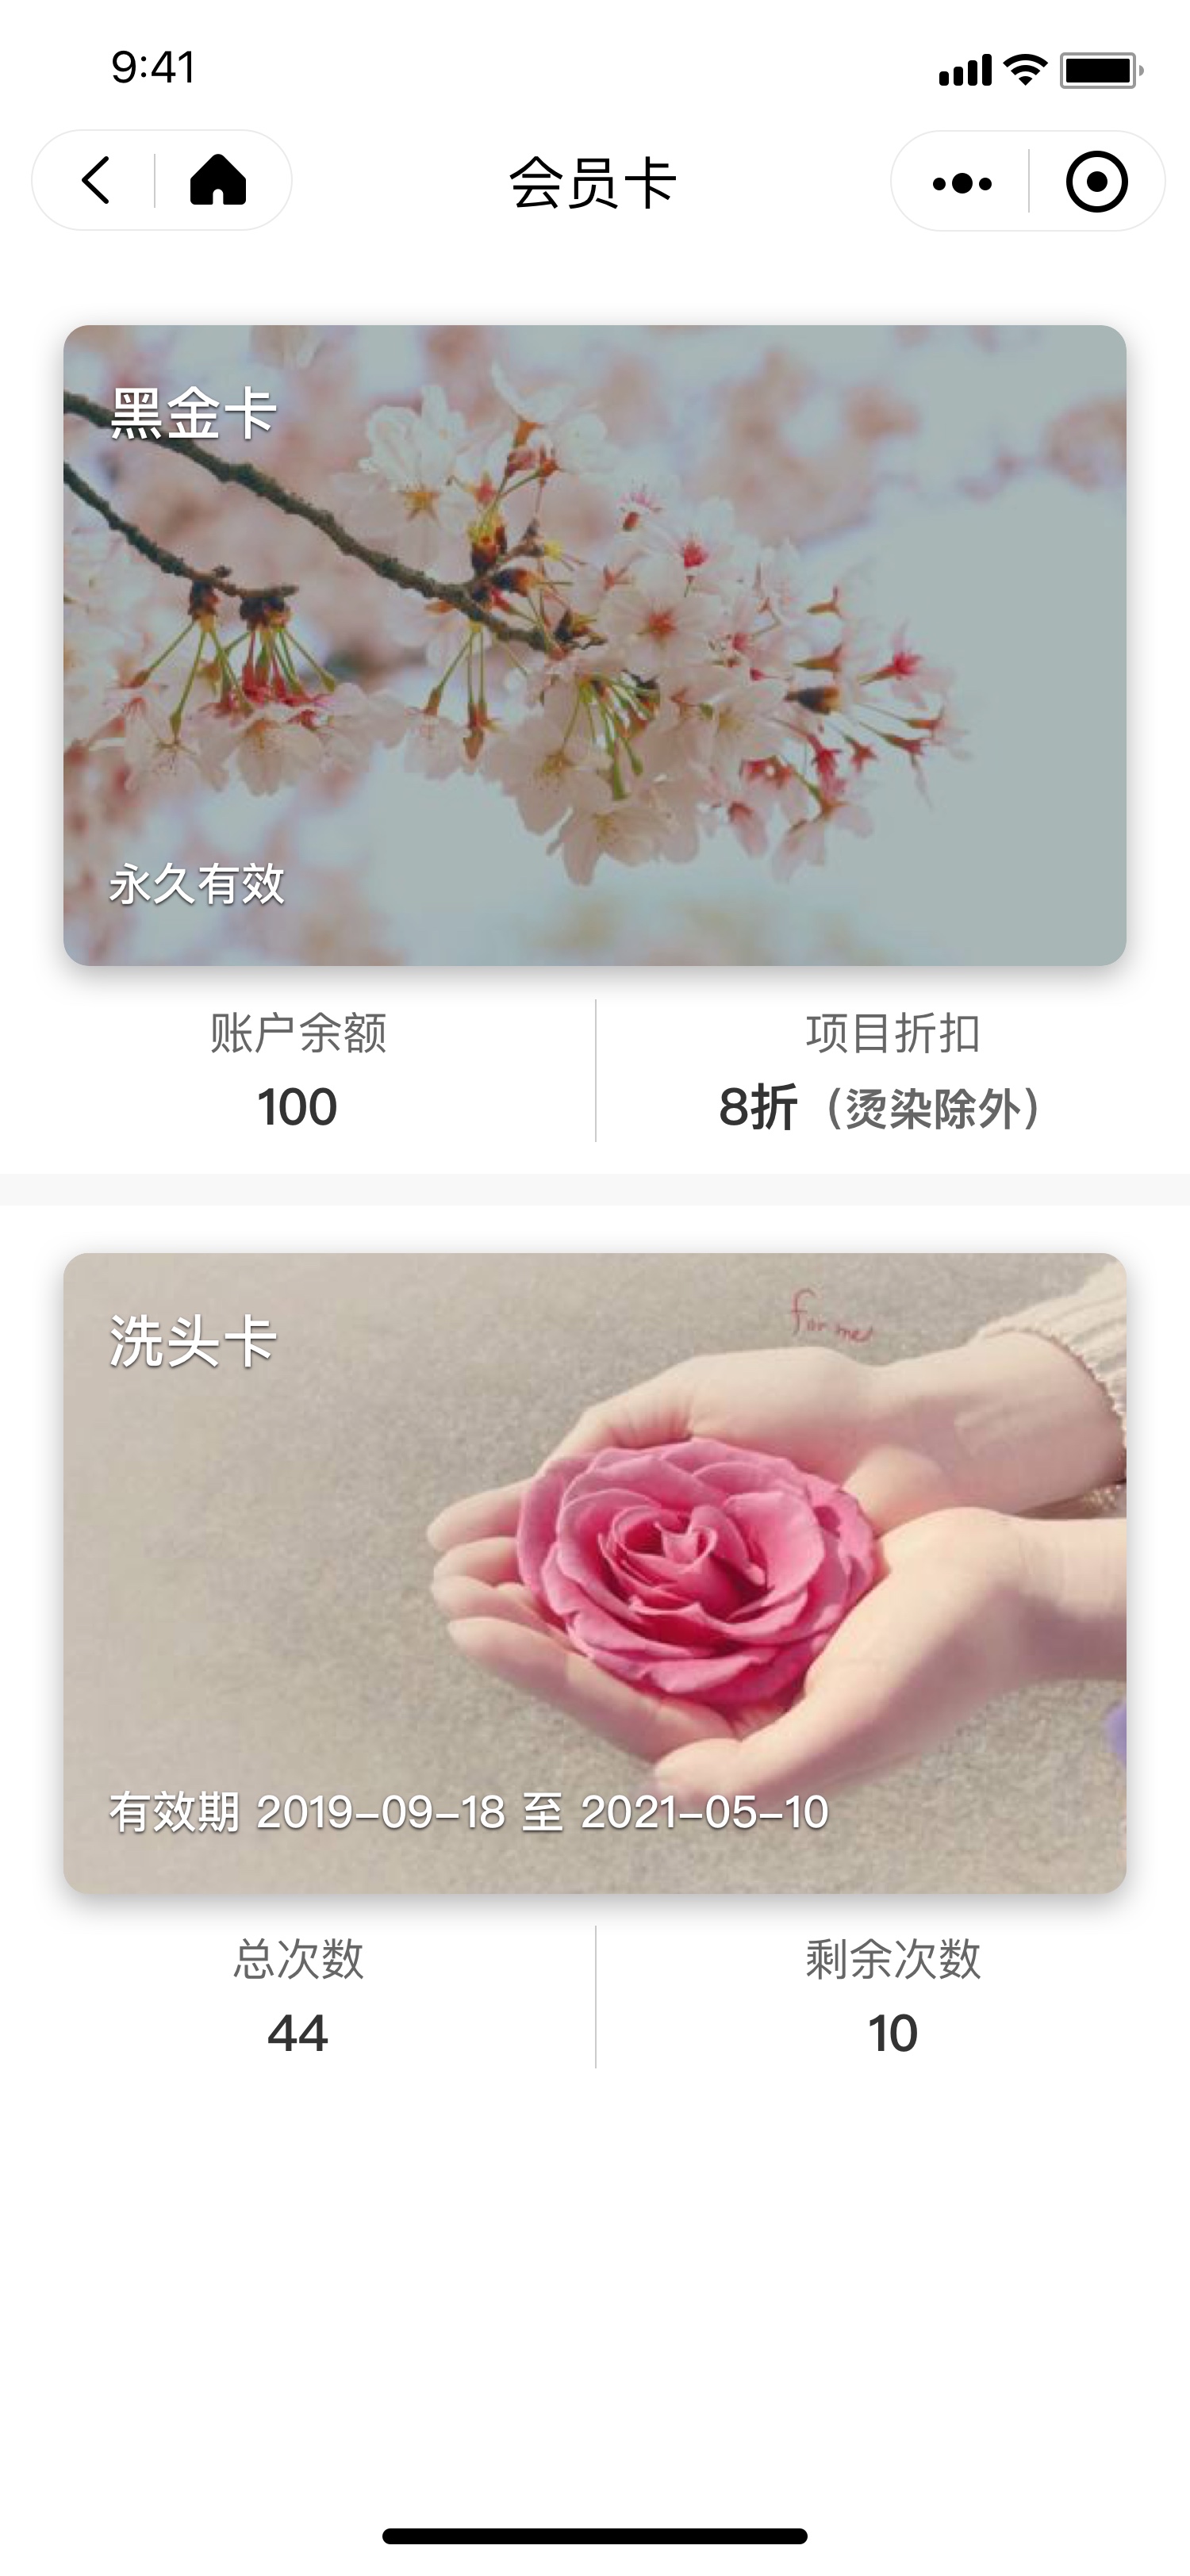 9:41
会员卡
黑金卡
永久有效
账户余额
项目折扣
100
8折（烫染除外）
洗头卡
for me
有效期 2019-09-18 至 2021-05-10
总次数
剩余次数
44
10